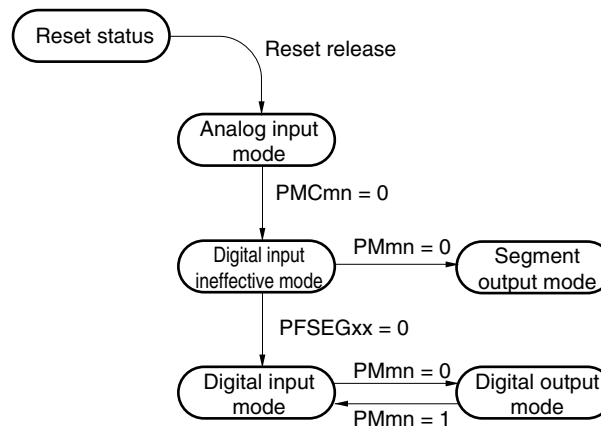 Reset status
Reset release
Analog input
mode
PMCmn = 0
Digital input
ineffective mode
PMmn = 0
Segment
output mode
PFSEGxx = 0
Digital input
mode
PMmn = 0
PMmn = 1
Digital output
mode